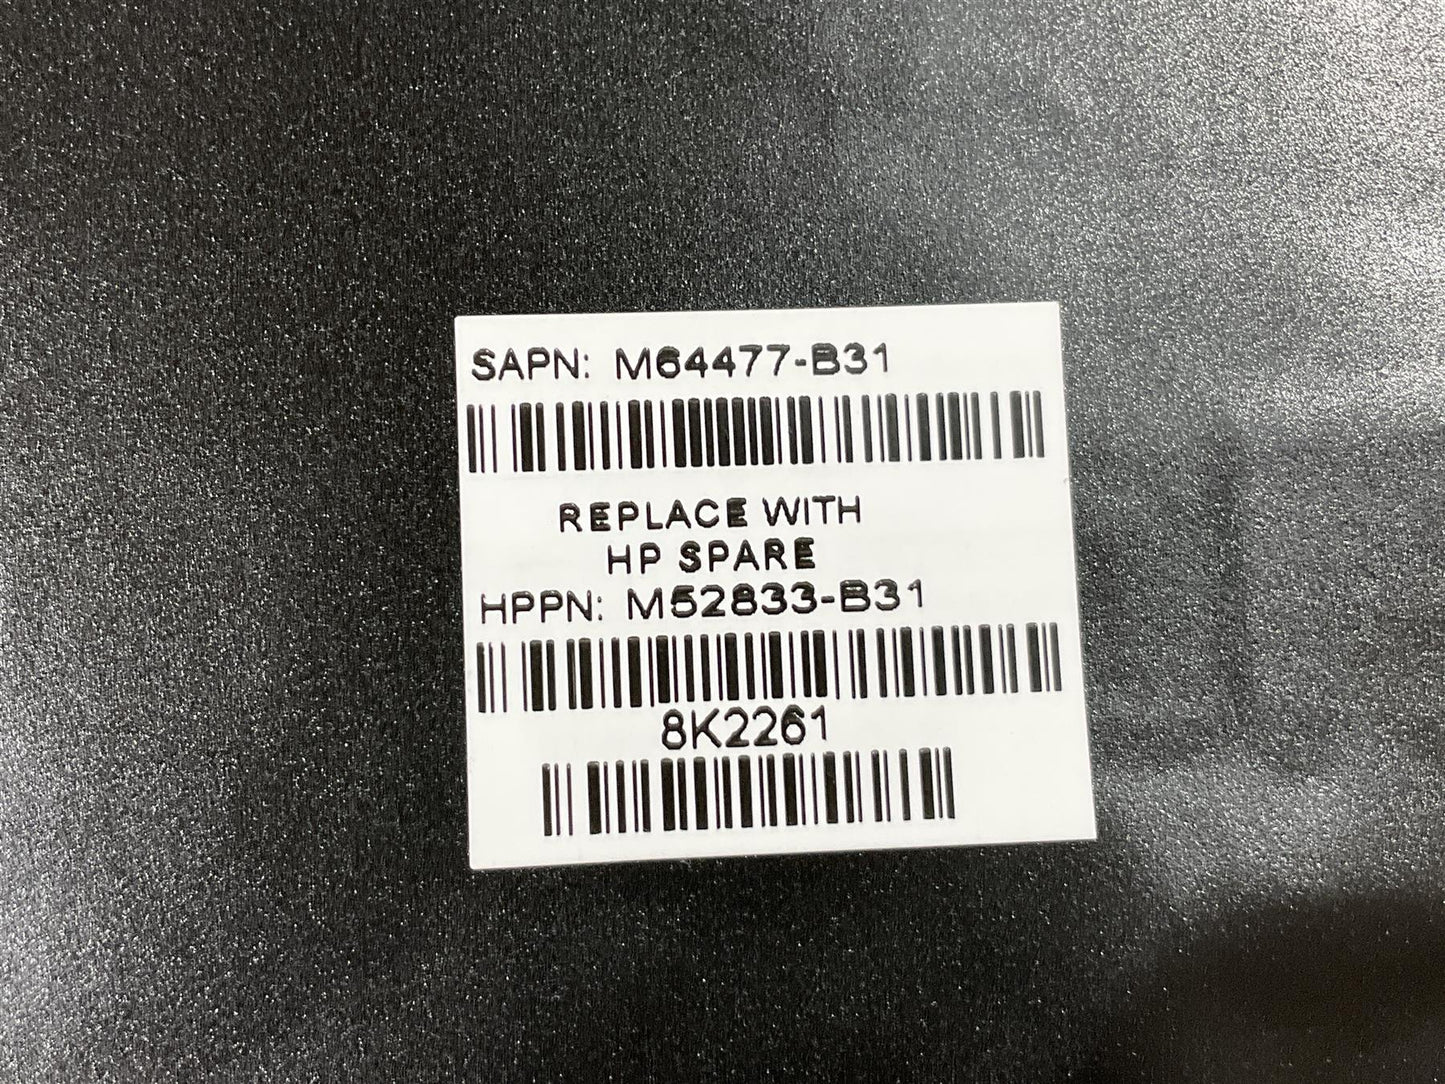 SAPN: M64477-B31
REPLACE WITH
HP SPARE
HPPN: M52833-B31
8K2261